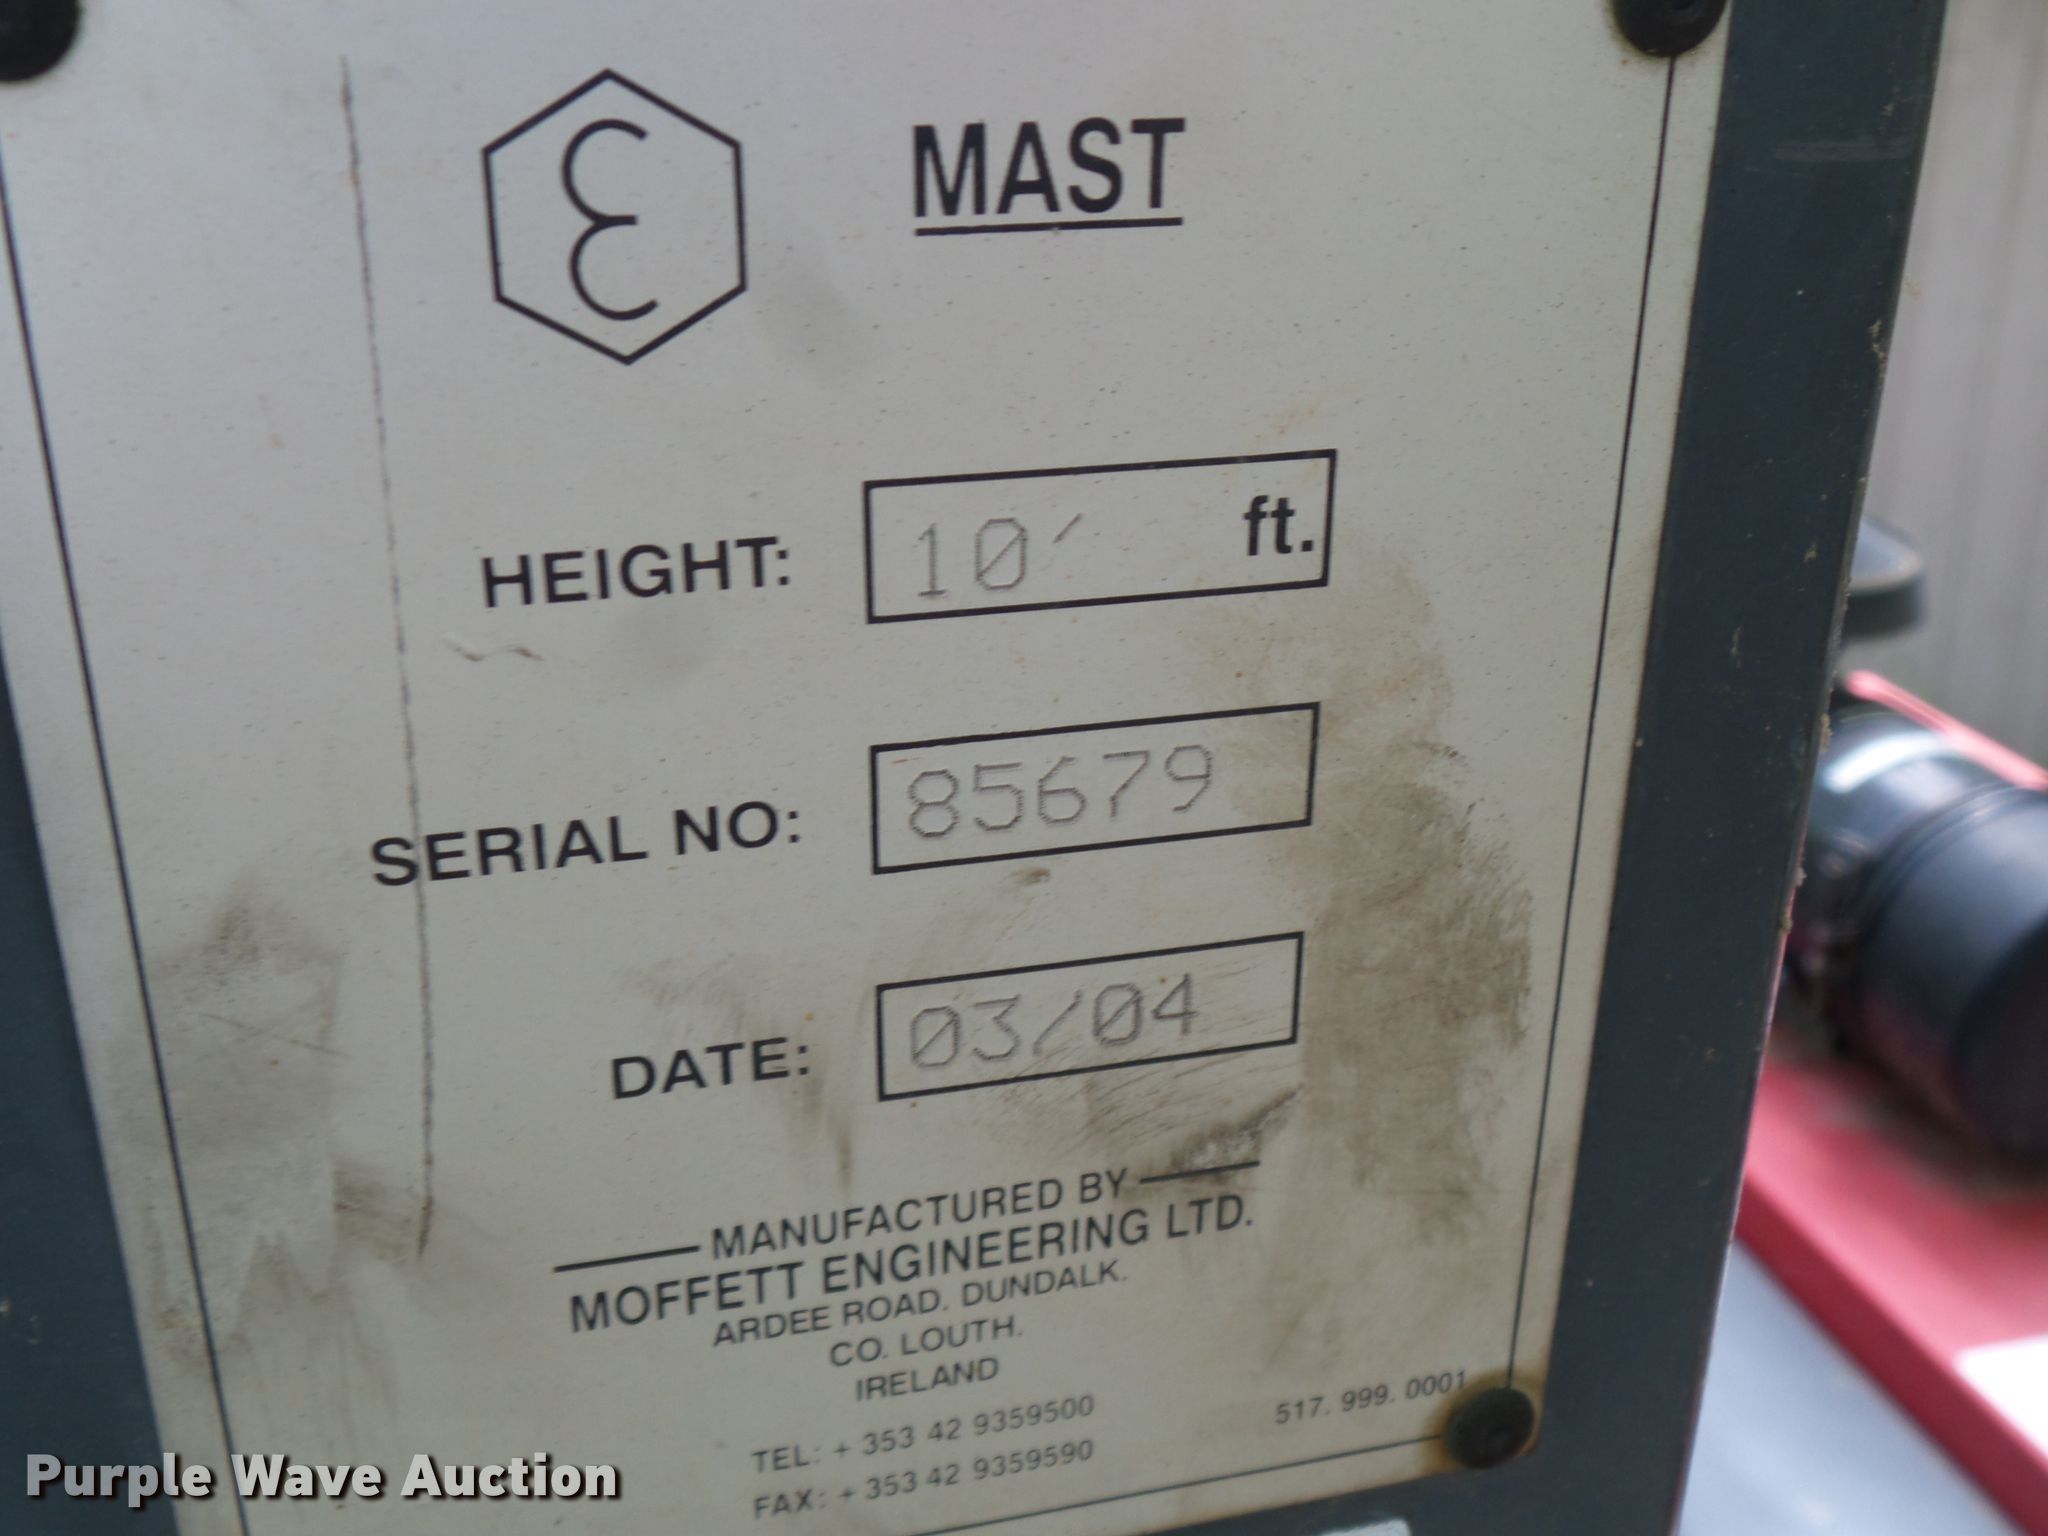 Ɛ MAST
HEIGHT: 10′ ft.
SERIAL NO: 85679
DATE: 03/04
MANUFACTURED BY
MOFFETT ENGINEERING LTD.
ARDEE ROAD. DUNDALK.
CO. LOUTH.
IRELAND
TEL: + 353 42 9359500
517. 999. 0001
FAX: + 353 42 9359590
Purple Wave Auction